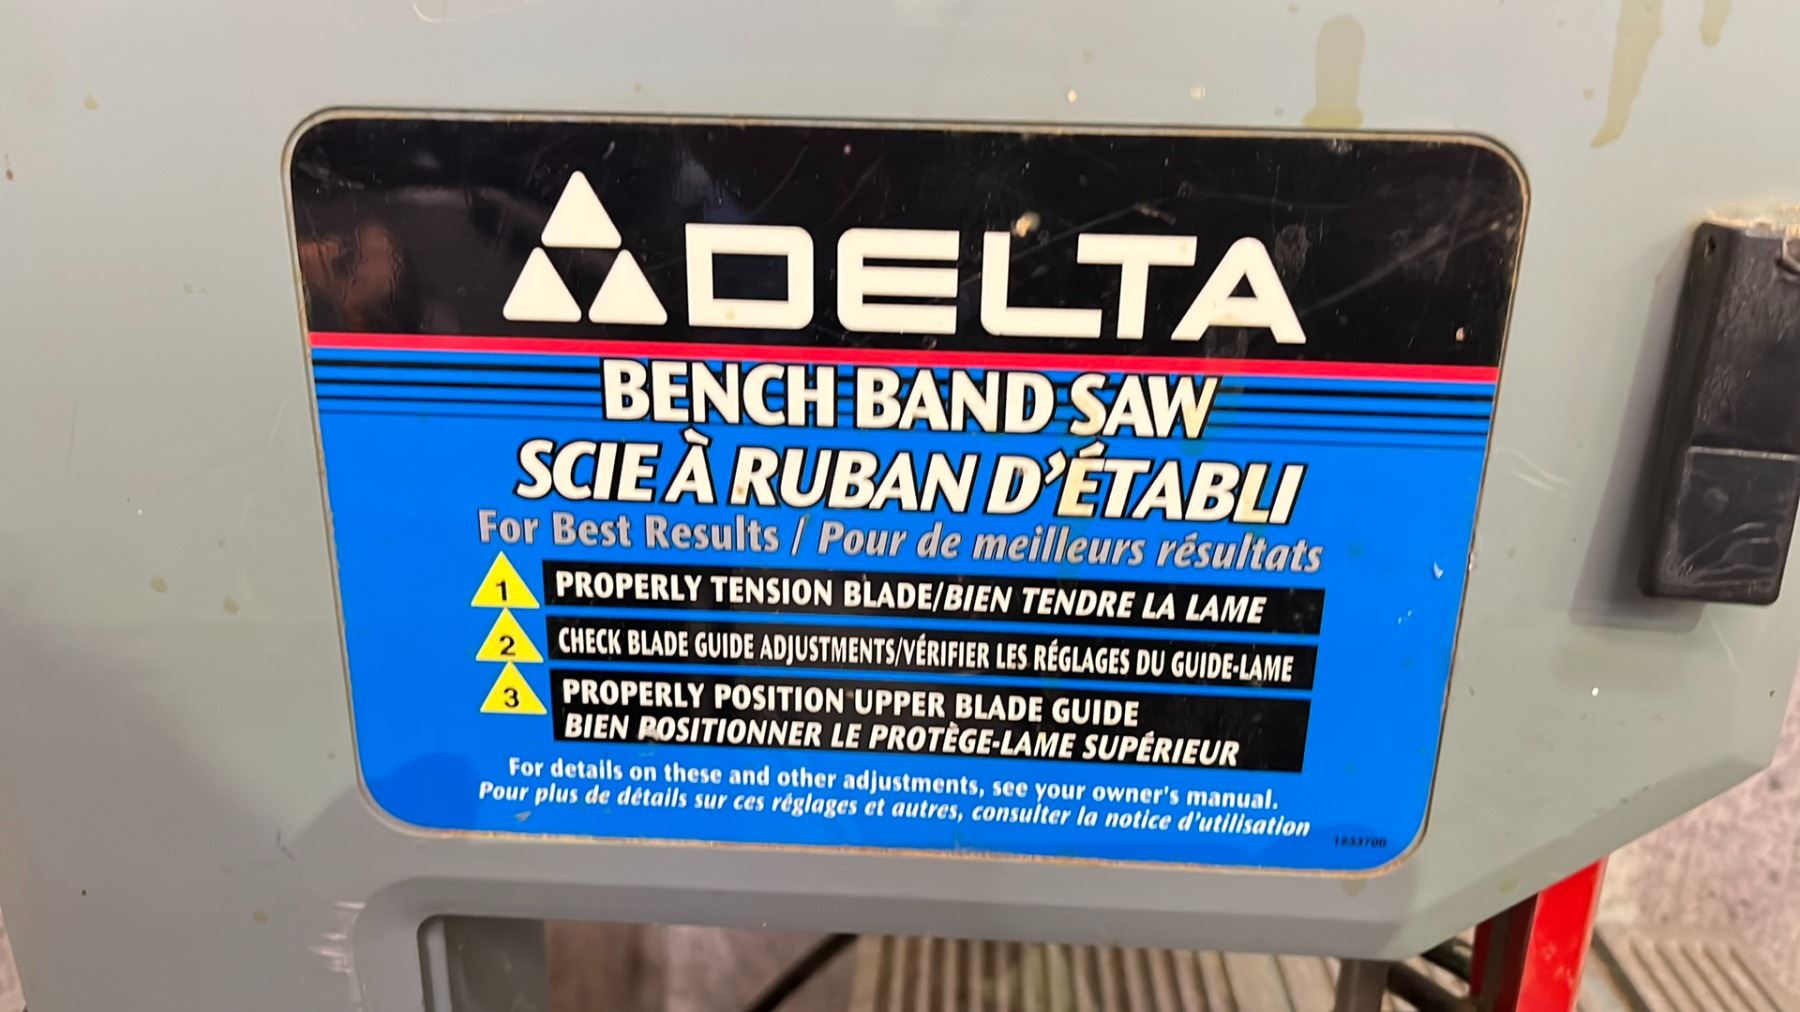 DELTA
BENCH BAND SAW
SCIE À RUBAN D'ÉTABLI
For Best Results / Pour de meilleurs résultats
1 PROPERLY TENSION BLADE/BIEN TENDRE LA LAME
2 CHECK BLADE GUIDE ADJUSTMENTS/VÉRIFIER LES RÉGLAGES DU GUIDE-LAME
3 PROPERLY POSITION UPPER BLADE GUIDE
BIEN POSITIONNER LE PROTÈGE-LAME SUPÉRIEUR
For details on these and other adjustments, see your owner's manual.
Pour plus de détails sur ces réglages et autres, consulter la notice d'utilisation
1233700